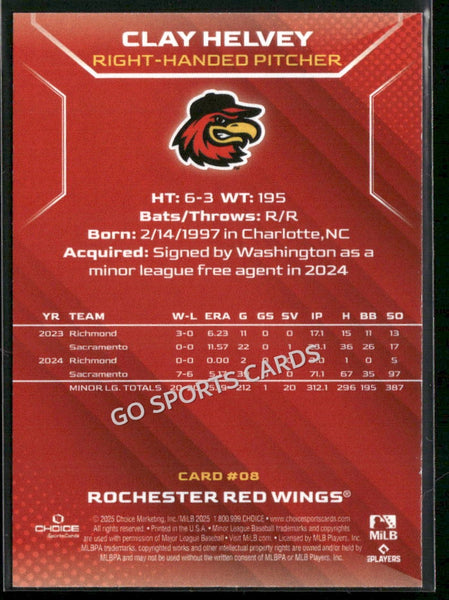 CLAY HELVEY
RIGHT-HANDED PITCHER
HT: 6-3 WT: 195
Bats/Throws: R/R
Born: 2/14/1997 in Charlotte,NC
Acquired: Signed by Washington as a
minor league free agent in 2024
YR TEAM W-L ERA G GS SV IP H BB SO
2023 Richmond 3-0 6.23 11 0 0 17.1 15 11 13
Sacramento 0-0 11.57 22 0 1 36 26 17
2024 Richmond 0-0 0.00 2 0 3.0 1 0 5
Sacramento 7-6 0 0 71.1 67 35 97
MINOR LG. TOTALS 212 1 20 312.1 296 195 387
GO SPORTS CARDS
CARD #08
ROCHESTER RED WINGS®
© 2025 Choice Marketing, Inc./MiLB 2025 1.800.999.CHOICE • www.choicesportscards.com
All rights reserved. Printed in the U.S.A. Minor League Baseball trademarks and copyrights
are used with permission of Major League Baseball. Visit MiLB.com. Licensed by MLB Players, Inc.
MLBPA trademarks, copyrighted works and other intellectual property rights are owned and/or held by
MLBPA and may not be used without the written consent of MLBPA or MLB Players, Inc.
CHOICE
SportsCards
MiLB
PLAYERS